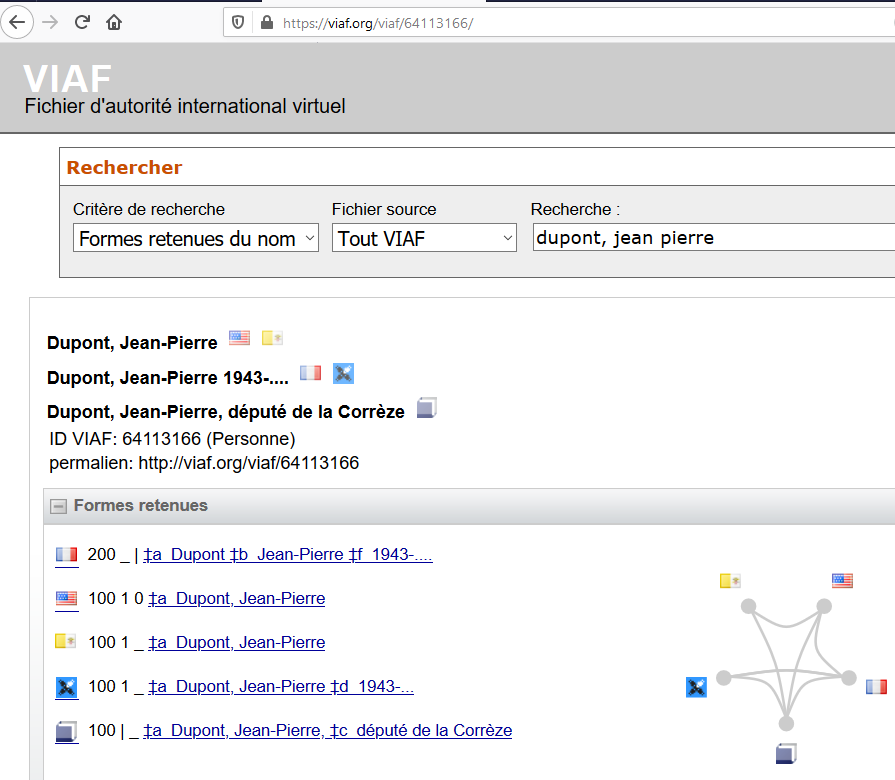 https://viaf.org/viaf/64113166/
VIAF
Fichier d'autorité international virtuel
Rechercher
Critère de recherche Fichier source Recherche :
Formes retenues du nom Tout VIAF dupont, jean pierre
Dupont, Jean-Pierre
Dupont, Jean-Pierre 1943-....
Dupont, Jean-Pierre, député de la Corrèze
ID VIAF: 64113166 (Personne)
permalien: http://viaf.org/viaf/64113166
Formes retenues
200 _ | ‡a Dupont ‡b Jean-Pierre ‡f 1943-....
100 1 0 ‡a Dupont, Jean-Pierre
100 1 _ ‡a Dupont, Jean-Pierre
100 1 _ ‡a Dupont, Jean-Pierre ‡d 1943-...
100 | _ ‡a Dupont, Jean-Pierre, ‡c député de la Corrèze